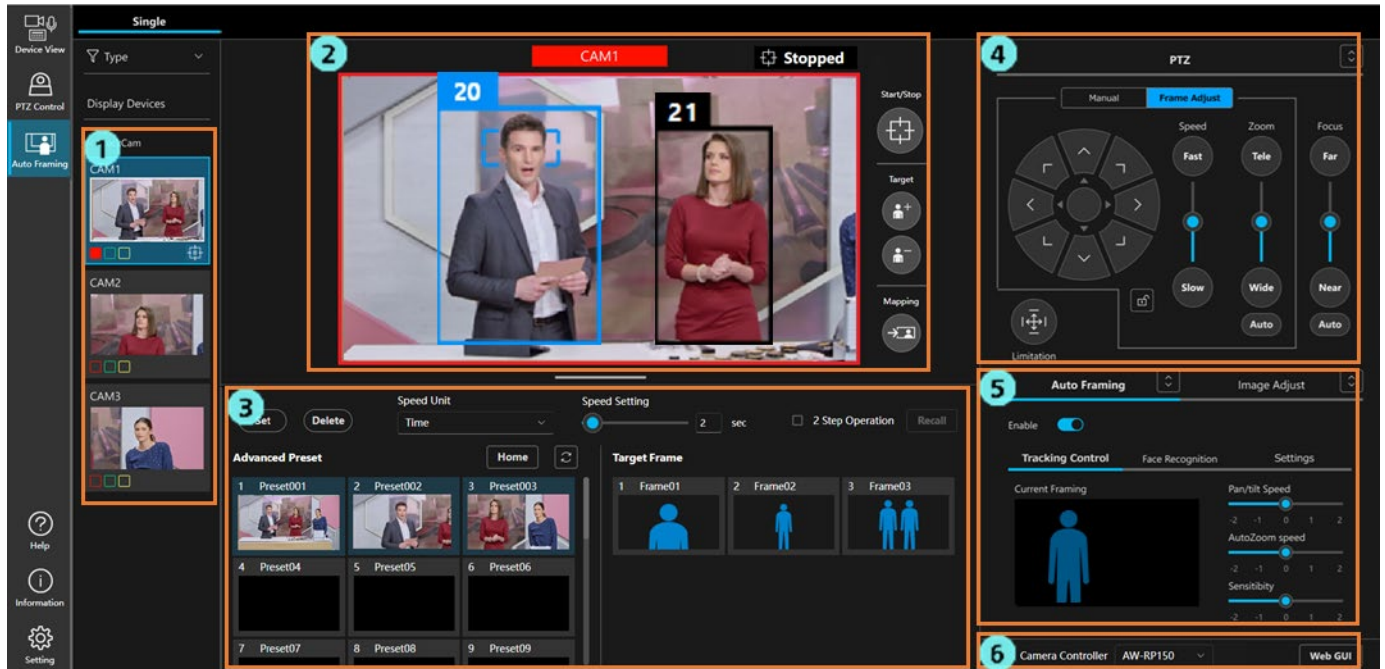 Device View
PTZ Control
Auto Framing
Help
Information
Setting
Single
Type
Display Devices
1
Cam
CAM1
CAM2
CAM3
2
CAM1
Stopped
20
21
Start/Stop
Target
Mapping
3
Set
Delete
Speed Unit
Time
Speed Setting
2 sec
2 Step Operation
Recall
Advanced Preset
Home
1 Preset001
2 Preset002
3 Preset003
4 Preset04
5 Preset05
6 Preset06
7 Preset07
8 Preset08
9 Preset09
Target Frame
1 Frame01
2 Frame02
3 Frame03
4
PTZ
Manual
Frame Adjust
Speed
Zoom
Focus
Fast
Tele
Far
Slow
Wide
Near
Auto
Auto
Limitation
5
Auto Framing
Image Adjust
Enable
Tracking Control
Face Recognition
Settings
Current Framing
Pan/tilt Speed
-2 -1 0 1 2
AutoZoom speed
-2 -1 0 1 2
Sensitibity
-2 -1 0 1 2
6
Camera Controller
AW-RP150
Web GUI